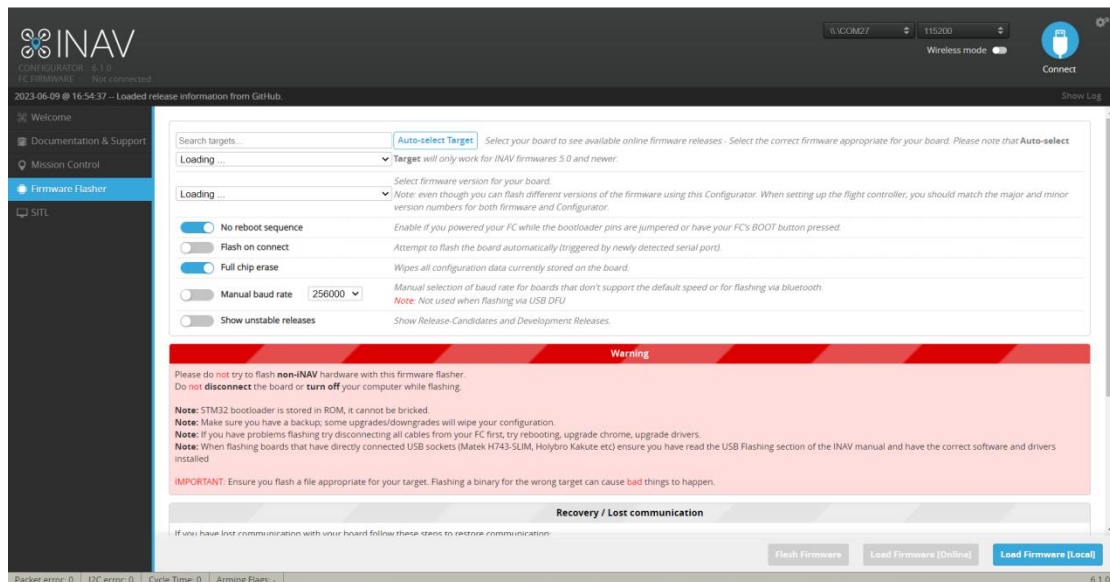 INAV
CONFIGURATOR 6.1.0
FC FIRMWARE Not connected
\\.\COM27
115200
Wireless mode
Connect
2023-06-09 @ 16:54:37 -- Loaded release information from GitHub.
Show Log
Welcome
Documentation & Support
Mission Control
Firmware Flasher
SITL
Search targets...
Auto-select Target
Select your board to see available online firmware releases - Select the correct firmware appropriate for your board. Please note that Auto-select
Loading ...
Target will only work for INAV firmwares 5.0 and newer.
Loading ...
Select firmware version for your board.
Note: even though you can flash different versions of the firmware using this Configurator. When setting up the flight controller, you should match the major and minor
version numbers for both firmware and Configurator.
No reboot sequence
Enable if you powered your FC while the bootloader pins are jumpered or have your FC's BOOT button pressed.
Flash on connect
Attempt to flash the board automatically (triggered by newly detected serial port).
Full chip erase
Wipes all configuration data currently stored on the board.
Manual baud rate
256000
Manual selection of baud rate for boards that don't support the default speed or for flashing via bluetooth.
Note: Not used when flashing via USB DFU
Show unstable releases
Show Release-Candidates and Development Releases.
Warning
Please do not try to flash non-iNAV hardware with this firmware flasher.
Do not disconnect the board or turn off your computer while flashing.
Note: STM32 bootloader is stored in ROM, it cannot be bricked.
Note: Make sure you have a backup; some upgrades/downgrades will wipe your configuration.
Note: If you have problems flashing try disconnecting all cables from your FC first, try rebooting, upgrade chrome, upgrade drivers.
Note: When flashing boards that have directly connected USB sockets (Matek H743-SLIM, Holybro Kakute etc) ensure you have read the USB Flashing section of the INAV manual and have the correct software and drivers
installed
IMPORTANT: Ensure you flash a file appropriate for your target. Flashing a binary for the wrong target can cause bad things to happen.
Recovery / Lost communication
If you have lost communication with your board follow these steps to restore communication:
Flash Firmware
Load Firmware [Online]
Load Firmware [Local]
Packet error: 0
I2C error: 0
Cycle Time: 0
Arming Flags: -
6.1.0